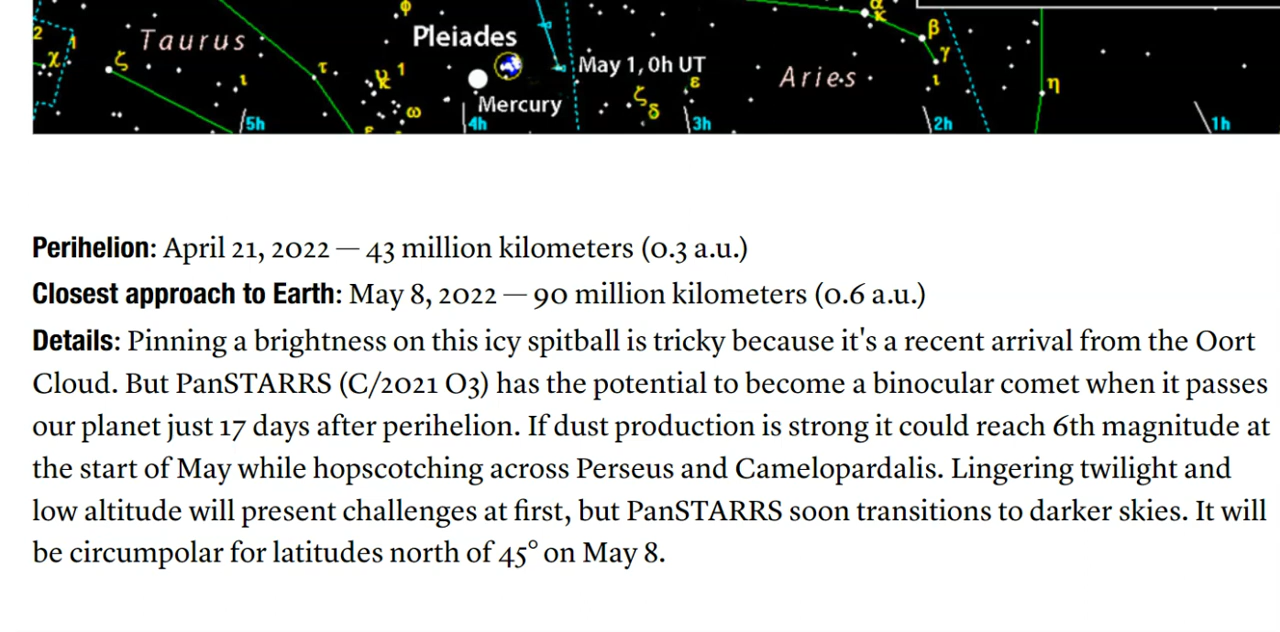 φ
α
κ
β
2
1
Taurus
Pleiades
χ
ζ
τ
1
May 1, 0h UT
Aries
γ
ι
ι
ε
η
Mercury
ζ
δ
ω
5h
ε
4h
3h
2h
1h
Perihelion: April 21, 2022 — 43 million kilometers (0.3 a.u.)
Closest approach to Earth: May 8, 2022 — 90 million kilometers (0.6 a.u.)
Details: Pinning a brightness on this icy spitball is tricky because it's a recent arrival from the Oort
Cloud. But PanSTARRS (C/2021 O3) has the potential to become a binocular comet when it passes
our planet just 17 days after perihelion. If dust production is strong it could reach 6th magnitude at
the start of May while hopscotching across Perseus and Camelopardalis. Lingering twilight and
low altitude will present challenges at first, but PanSTARRS soon transitions to darker skies. It will
be circumpolar for latitudes north of 45° on May 8.